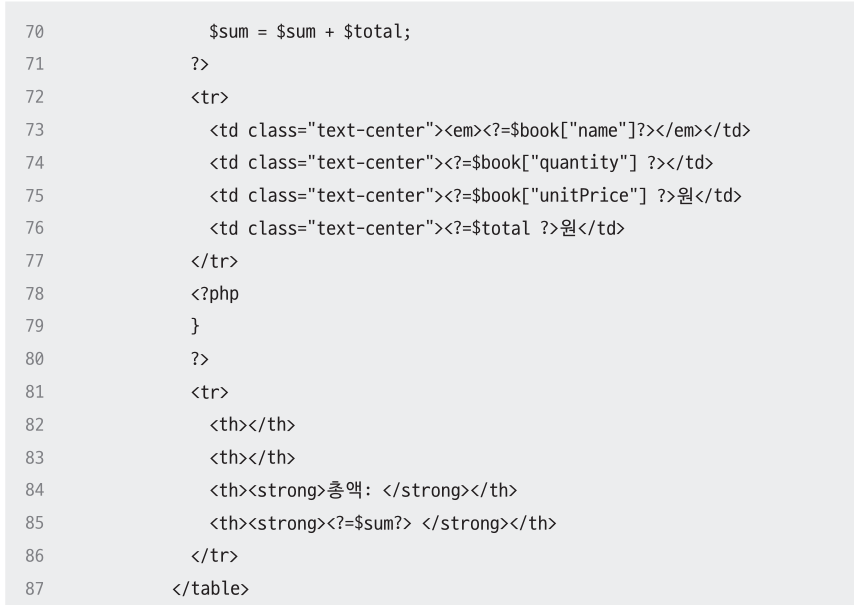 70 $sum = $sum + $total;
71 ?>
72 <tr>
73 <td class="text-center"><em><?=$book["name"]?></em></td>
74 <td class="text-center"><?=$book["quantity"] ?></td>
75 <td class="text-center"><?=$book["unitPrice"] ?>원</td>
76 <td class="text-center"><?=$total ?>원</td>
77 </tr>
78 <?php
79 }
80 ?>
81 <tr>
82 <th></th>
83 <th></th>
84 <th><strong>총액: </strong></th>
85 <th><strong><?=$sum?> </strong></th>
86 </tr>
87 </table>